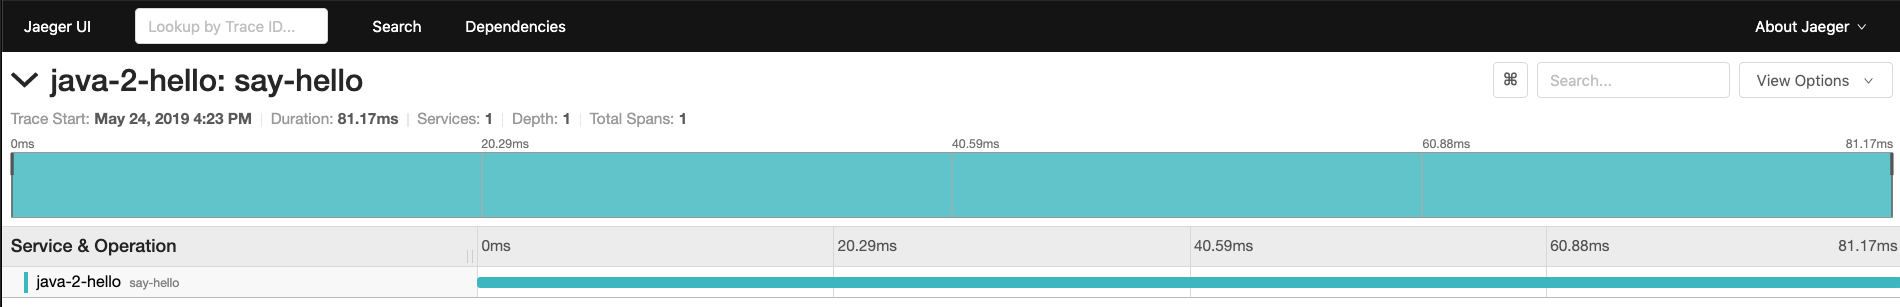 Jaeger UI Lookup by Trace ID... Search Dependencies About Jaeger
java-2-hello: say-hello ⌘ Search... View Options
Trace Start: May 24, 2019 4:23 PM Duration: 81.17ms Services: 1 Depth: 1 Total Spans: 1
0ms 20.29ms 40.59ms 60.88ms 81.17ms
Service & Operation 0ms 20.29ms 40.59ms 60.88ms 81.17ms
java-2-hello say-hello